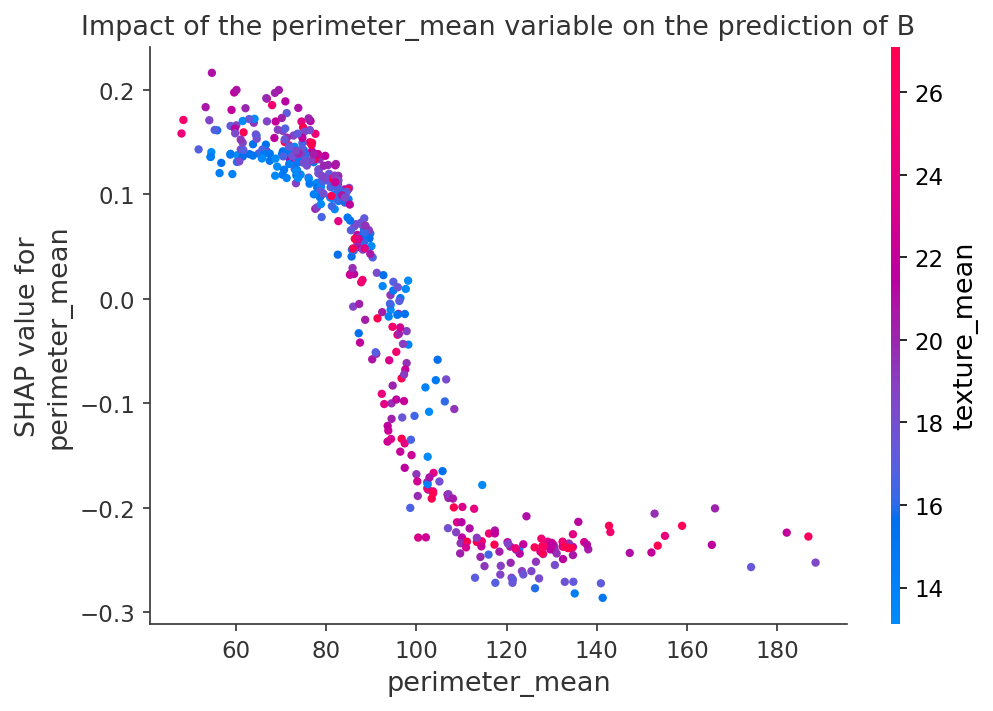 Impact of the perimeter_mean variable on the prediction of B
0.2
0.1
0.0
−0.1
−0.2
−0.3
SHAP value for
perimeter_mean
60 80 100 120 140 160 180
perimeter_mean
26
24
22
20
18
16
14
texture_mean